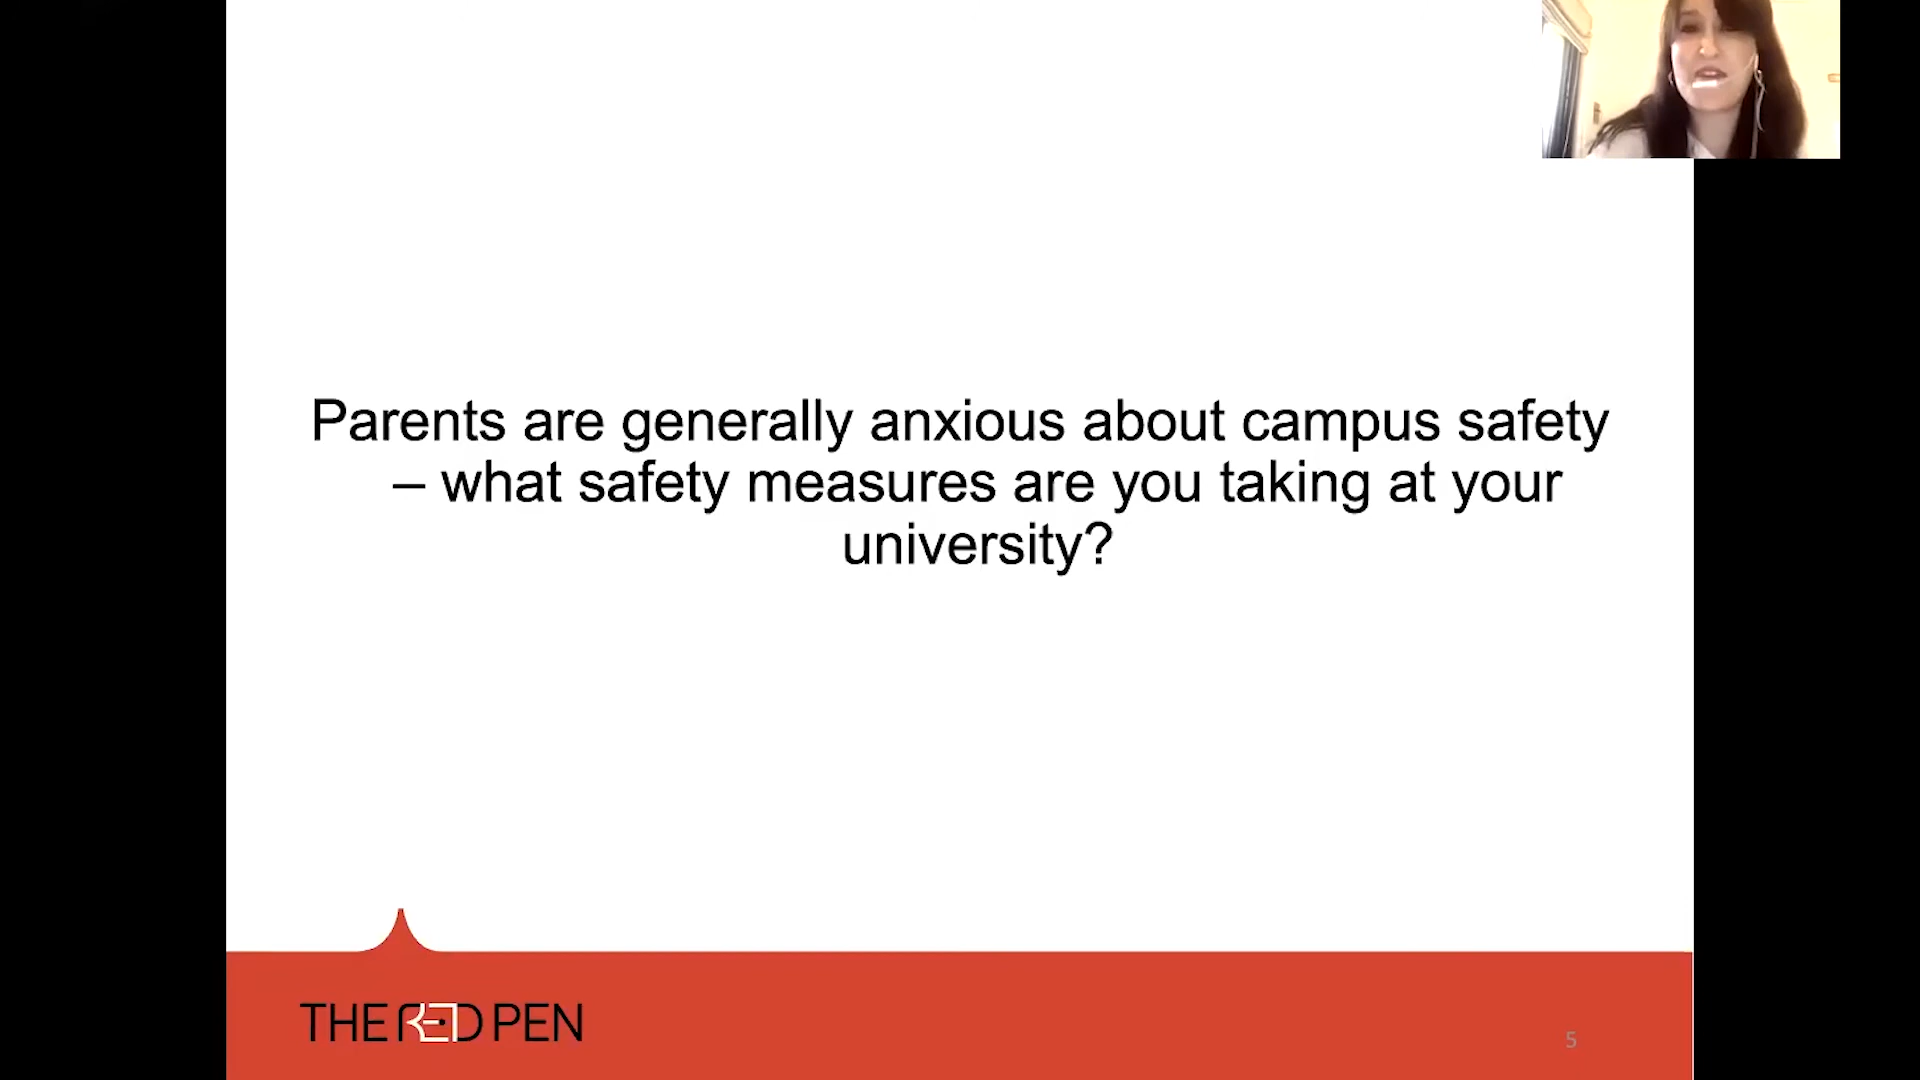 Parents are generally anxious about campus safety
– what safety measures are you taking at your
university?
THE RED PEN
5